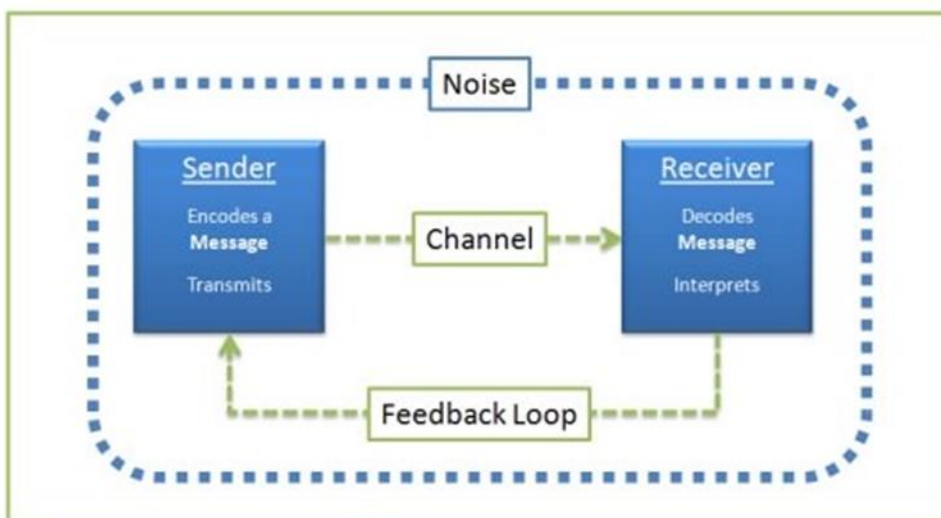 Noise
Sender
Encodes a
Message
Transmits
Channel
Receiver
Decodes
Message
Interprets
Feedback Loop